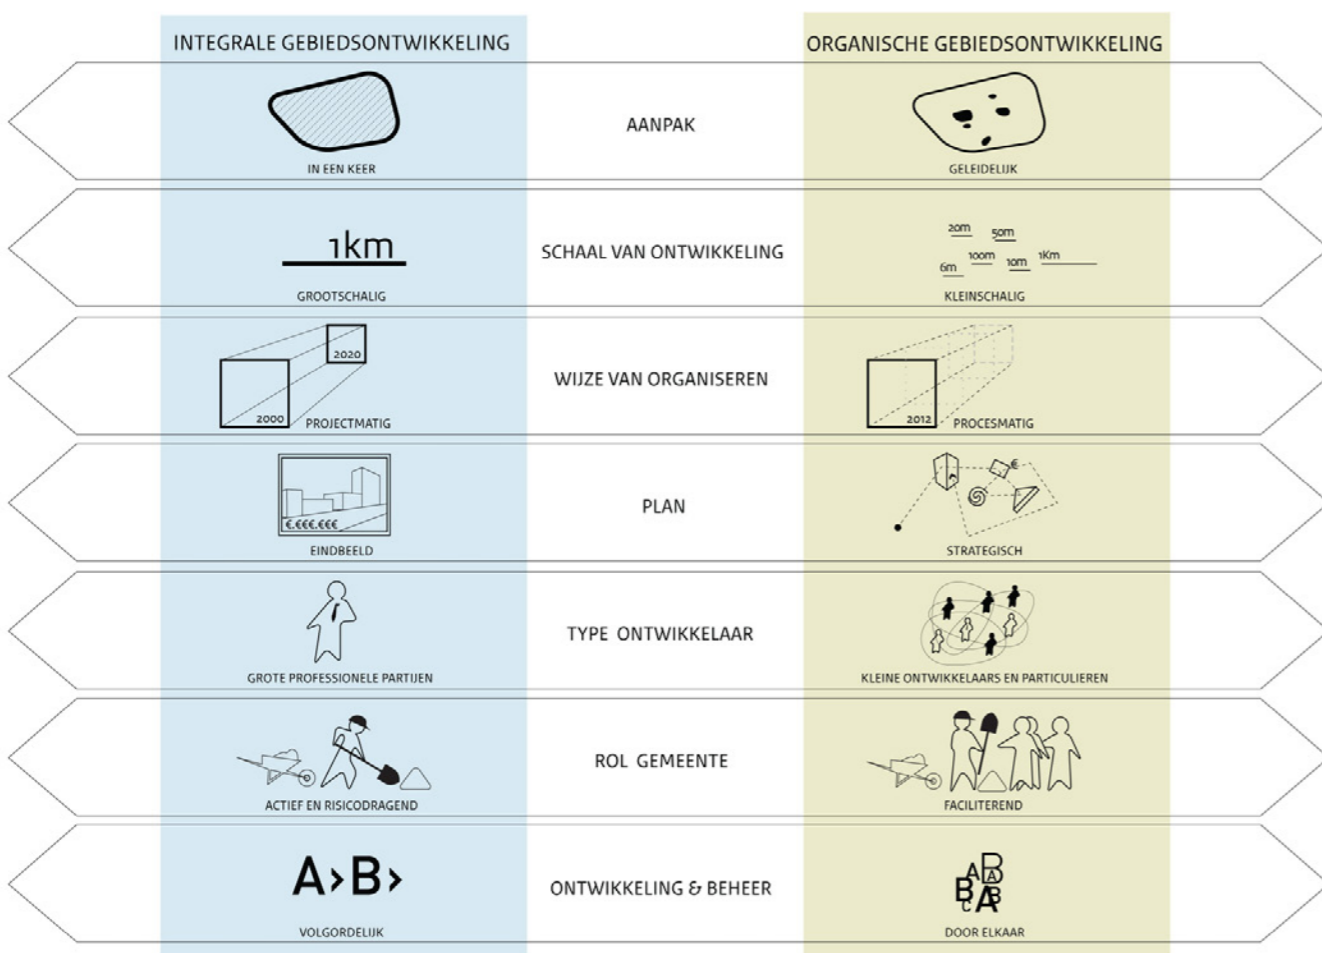 INTEGRALE GEBIEDSONTWIKKELING
ORGANISCHE GEBIEDSONTWIKKELING
AANPAK
IN EEN KEER
GELEIDELIJK
1km
SCHAAL VAN ONTWIKKELING
20m
50m
6m
100m
10m
1Km
GROOTSCHALIG
KLEINSCHALIG
2020
2000
WIJZE VAN ORGANISEREN
2012
PROJECTMATIG
PROCESMATIG
€.€€€.€€€
PLAN
€
EINDBEELD
STRATEGISCH
TYPE ONTWIKKELAAR
GROTE PROFESSIONELE PARTIJEN
KLEINE ONTWIKKELAARS EN PARTICULIEREN
ROL GEMEENTE
ACTIEF EN RISICODRAGEND
FACILITEREND
A›B›
ONTWIKKELING & BEHEER
B
A A
B B
C A
VOLGORDELIJK
DOOR ELKAAR